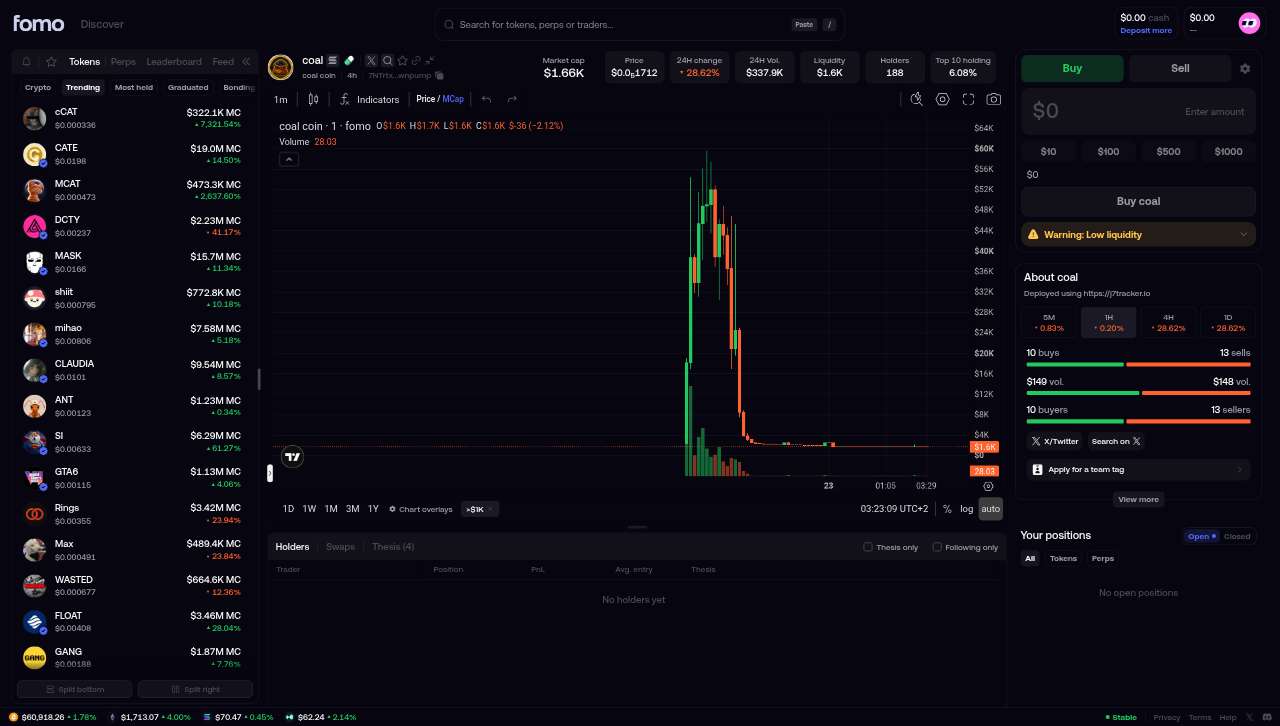 fomo Discover
Search for tokens, perps or traders... Paste /
$0.00 cash
Deposit more
$0.00
—
Tokens Perps Leaderboard Feed
Crypto Trending Most held Graduated Bonding
cCAT $322.1K MC
$0.000336 7,321.54%
CATE $19.0M MC
$0.0198 14.50%
MCAT $473.3K MC
$0.000473 2,637.60%
DCTY $2.23M MC
$0.00237 41.17%
MASK $15.7M MC
$0.0166 11.34%
shiit $772.8K MC
$0.000795 10.18%
mihao $7.58M MC
$0.00806 5.18%
CLAUDIA $9.54M MC
$0.0101 8.57%
ANT $1.23M MC
$0.00123 0.34%
SI $6.29M MC
$0.00633 61.27%
GTA6 $1.13M MC
$0.00115 4.06%
Rings $3.42M MC
$0.00355 23.94%
Max $489.4K MC
$0.000491 23.84%
WASTED $664.6K MC
$0.000677 12.36%
FLOAT $3.46M MC
$0.00408 28.04%
GANG $1.87M MC
$0.00188 7.76%
Split bottom Split right
coal
coal coin 4h
Market cap
$1.66K
Price
$0.0₅1712
24H change
28.62%
24H Vol.
$337.9K
Liquidity
$1.6K
Holders
188
Top 10 holding
6.08%
1m Indicators Price / MCap
coal coin · 1 · fomo O$1.6K H$1.7K L$1.6K C$1.6K $-36 (−2.12%)
Volume 28.03
$64K
$60K
$56K
$52K
$48K
$44K
$40K
$36K
$32K
$28K
$24K
$20K
$16K
$12K
$8K
$4K
$1.6K
$0
28.03
23 01:05 03:29
1D 1W 1M 3M 1Y Chart overlays >$1K 03:23:09 UTC+2 % log auto
Holders Swaps Thesis (4) Thesis only Following only
Trader Position PnL Avg. entry Thesis
No holders yet
Buy Sell
$0 Enter amount
$10 $100 $500 $1000
$0
Buy coal
Warning: Low liquidity
About coal
Deployed using https://j7tracker.io
5M 1H 4H 1D
0.83% 0.20% 28.62% 28.62%
10 buys 13 sells
$149 vol. $148 vol.
10 buyers 13 sellers
X/Twitter Search on X
Apply for a team tag
View more
Your positions Open Closed
All Tokens Perps
No open positions
$60,918.26 1.78% $1,713.07 4.00% $70.47 0.45% $62.24 2.14%
Stable Privacy Terms Help